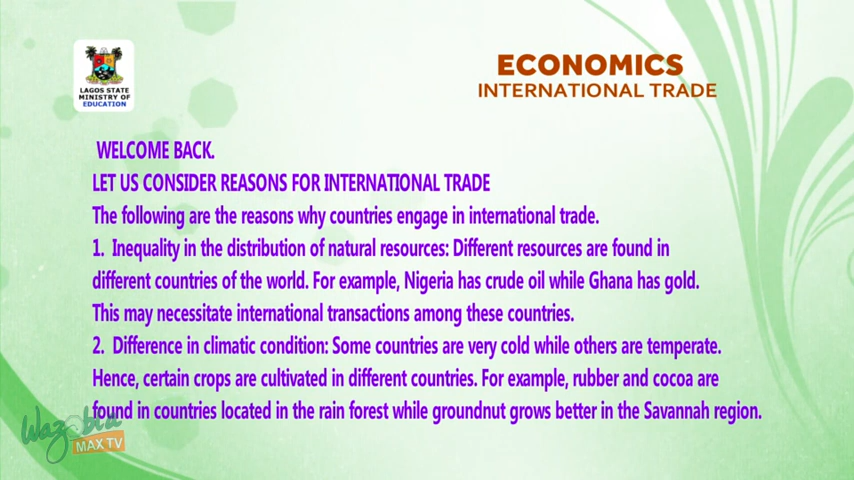 LAGOS STATE
MINISTRY OF
EDUCATION
ECONOMICS
INTERNATIONAL TRADE
WELCOME BACK.
LET US CONSIDER REASONS FOR INTERNATIONAL TRADE
The following are the reasons why countries engage in international trade.
1. Inequality in the distribution of natural resources: Different resources are found in
different countries of the world. For example, Nigeria has crude oil while Ghana has gold.
This may necessitate international transactions among these countries.
2. Difference in climatic condition: Some countries are very cold while others are temperate.
Hence, certain crops are cultivated in different countries. For example, rubber and cocoa are
found in countries located in the rain forest while groundnut grows better in the Savannah region.
Wazobia
MAX TV